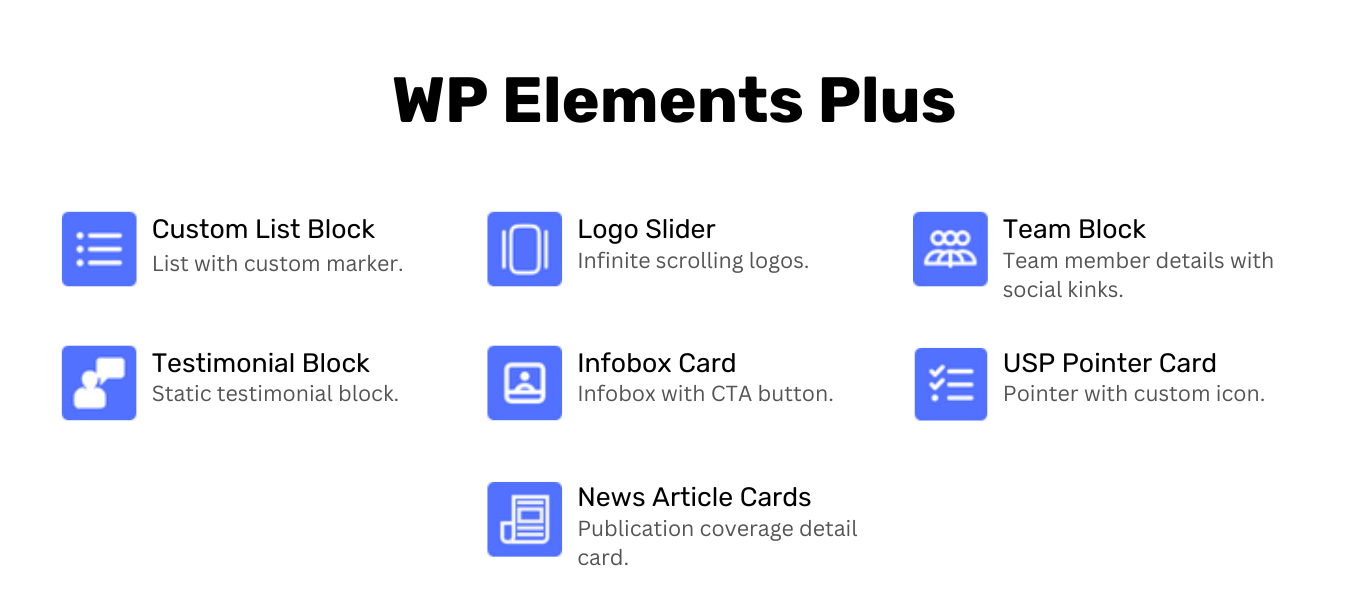 WP Elements Plus
Custom List Block
List with custom marker.
Logo Slider
Infinite scrolling logos.
Team Block
Team member details with
social kinks.
Testimonial Block
Static testimonial block.
Infobox Card
Infobox with CTA button.
USP Pointer Card
Pointer with custom icon.
News Article Cards
Publication coverage detail
card.